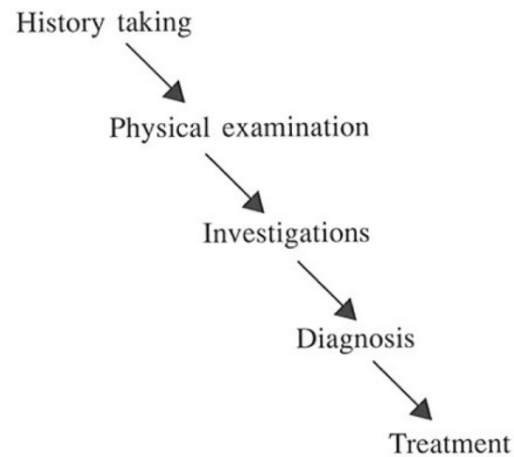 History taking
Physical examination
Investigations
Diagnosis
Treatment